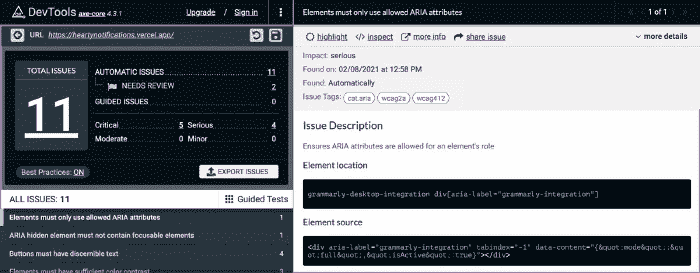 DevTools axe-core 4.3.1 Upgrade / Sign in
URL https://heartynotifications.vercel.app/
TOTAL ISSUES
11
AUTOMATIC ISSUES 11
NEEDS REVIEW 2
GUIDED ISSUES 0
Critical 5 Serious 4
Moderate 0 Minor 0
Best Practices: ON
EXPORT ISSUES
ALL ISSUES: 11 Guided Tests
Elements must only use allowed ARIA attributes 1
ARIA hidden element must not contain focusable elements 1
Buttons must have discernible text 4
Elements must have sufficient color contrast 3
Elements must only use allowed ARIA attributes << < 1 of 1 > >>
highlight </> inspect more info share issue more details
Impact: serious
Found on: 02/08/2021 at 12:58 PM
Found: Automatically
Issue Tags: cat.aria wcag2a wcag412
Issue Description
Ensures ARIA attributes are allowed for an element's role
Element location
grammarly-desktop-integration div[aria-label="grammarly-integration"]
Element source
<div aria-label="grammarly-integration" tabindex="-1" data-content="{&quot;mode&quot;:&qu
ot;full&quot;,&quot;isActive&quot;: true}"></div>